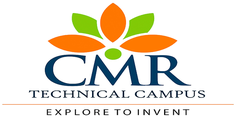 CMR
TECHNICAL CAMPUS
EXPLORE TO INVENT